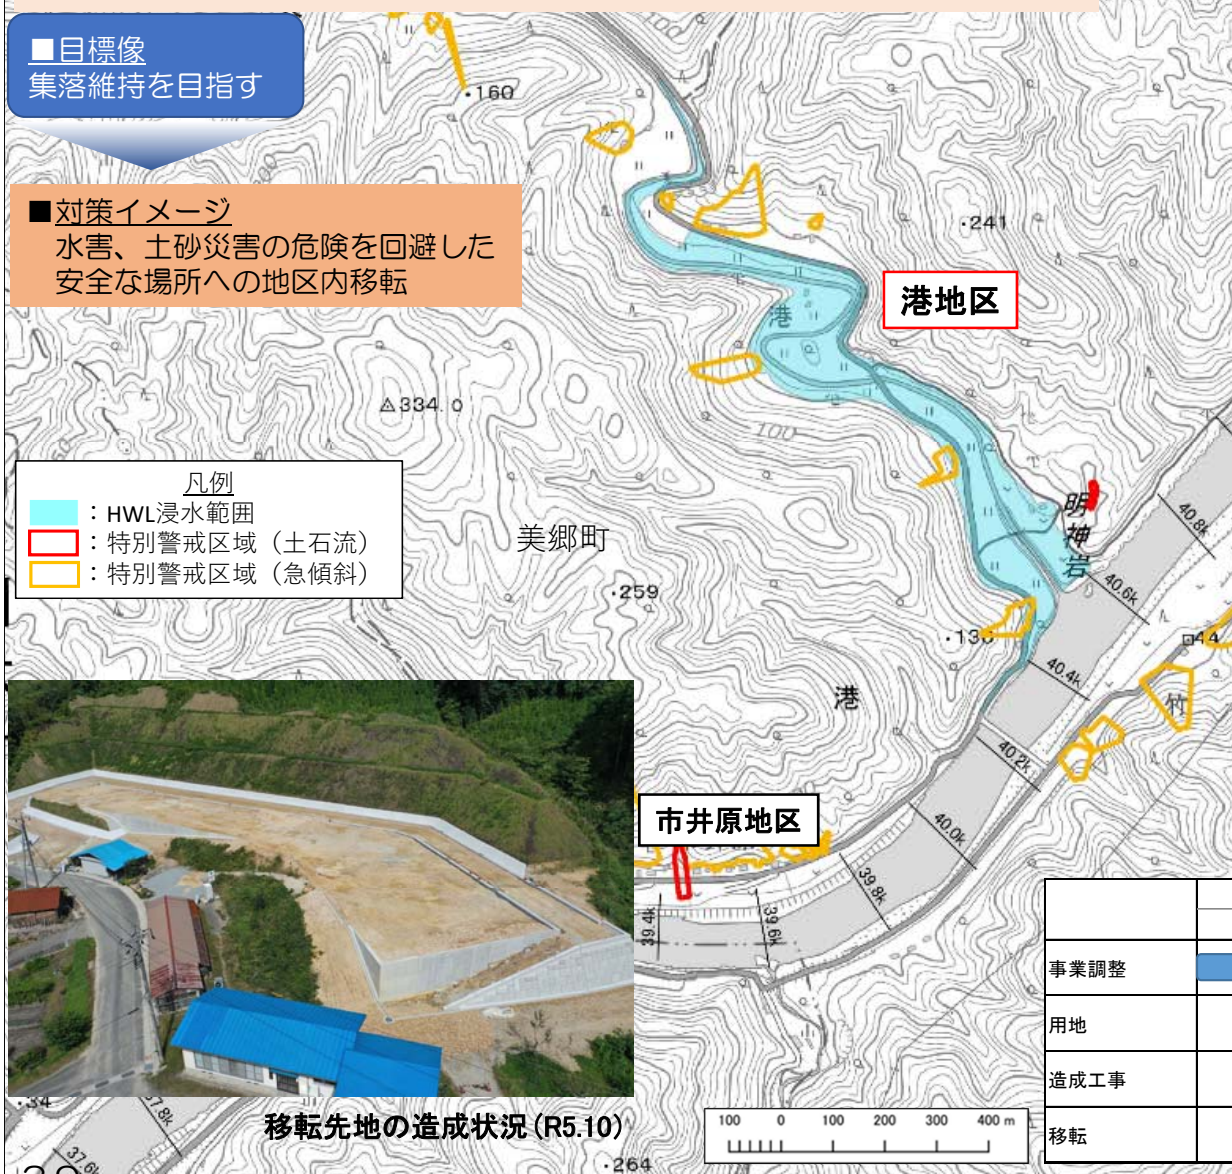 ■目標像
集落維持を目指す
■対策イメージ
水害、土砂災害の危険を回避した
安全な場所への地区内移転
・160
・241
港地区
港
△334.0
100
凡例
：HWL浸水範囲
：特別警戒区域（土石流）
：特別警戒区域（急傾斜）
美郷町
・259
明神岩
40.8k
40.6k
・130
44
40.4k
港
竹
40.2k
市井原地区
40.0k
39.8k
39.6k
39.4k
事業調整
用地
造成工事
移転
・34
37.8k
37.6k
移転先地の造成状況(R5.10)
100 0 100 200 300 400 m
・264